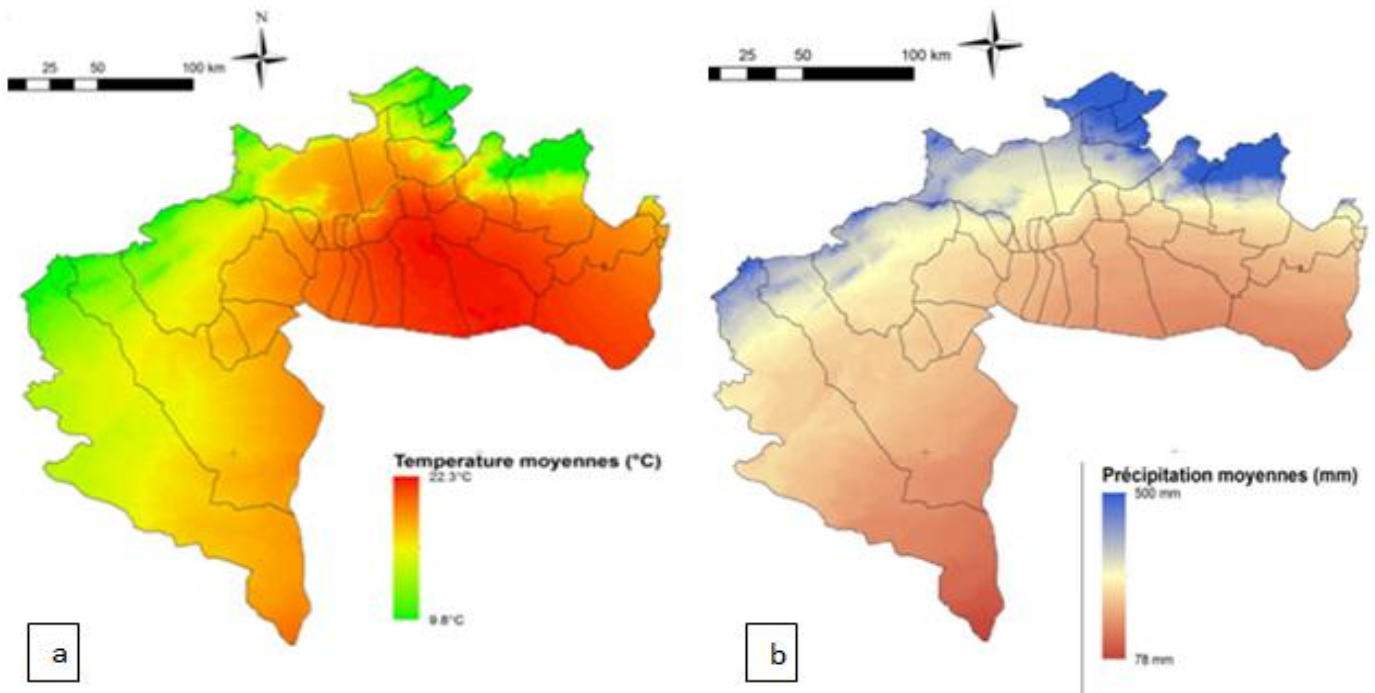 N
25 50 100 km
25 50 100 km
Temperature moyennes (°C)
22.3°C
9.8°C
Précipitation moyennes (mm)
500 mm
78 mm
a
b